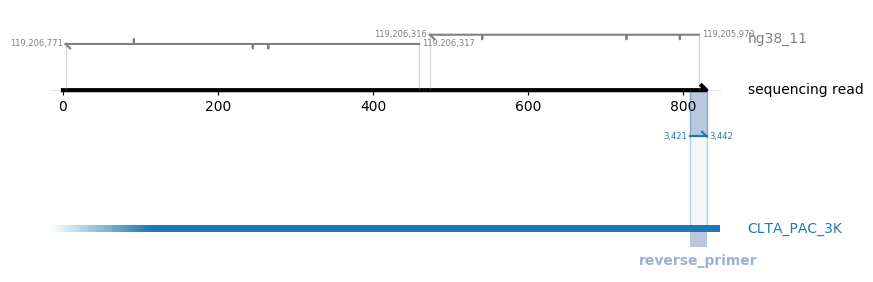 119,206,316
119,205,973
hg38_11
119,206,771
119,206,317
sequencing read
0
200
400
600
800
3,421
3,442
CLTA_PAC_3K
reverse_primer